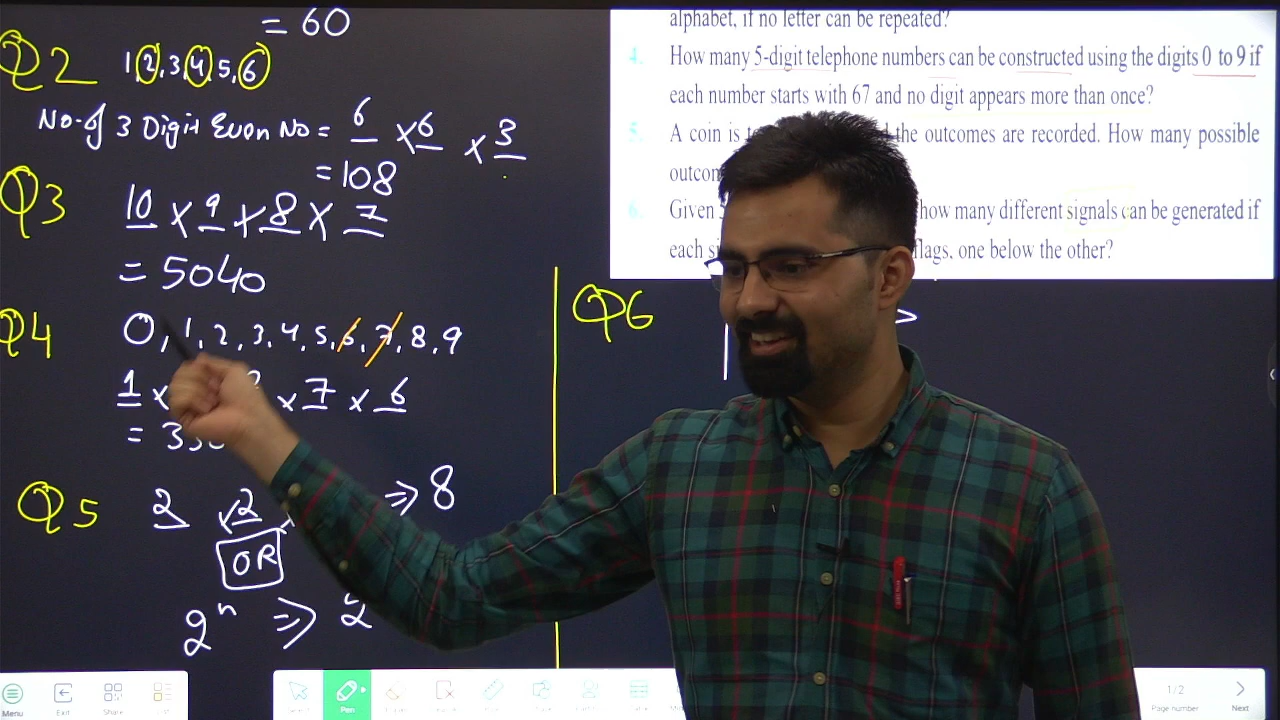 = 60
Q2 1 2, 3, 4, 5, 6
No. of 3 Digit Even No = 6 × 6 × 3
= 108
Q3 10 × 9 × 8 × 7
= 5040
Q4 0, 1, 2, 3, 4, 5, 6, 7, 8, 9
1 × × 7 × 6
= 33
Q5 2 × 2 ⇒ 8
OR
2ⁿ ⇒ 2
alphabet, if no letter can be repeated?
4. How many 5-digit telephone numbers can be constructed using the digits 0 to 9 if
each number starts with 67 and no digit appears more than once?
5. A coin is the outcomes are recorded. How many possible
6. Given how many different signals can be generated if
each flags, one below the other?
Q6
Menu
Exit
Share
Pen
1/2
Page number
Next